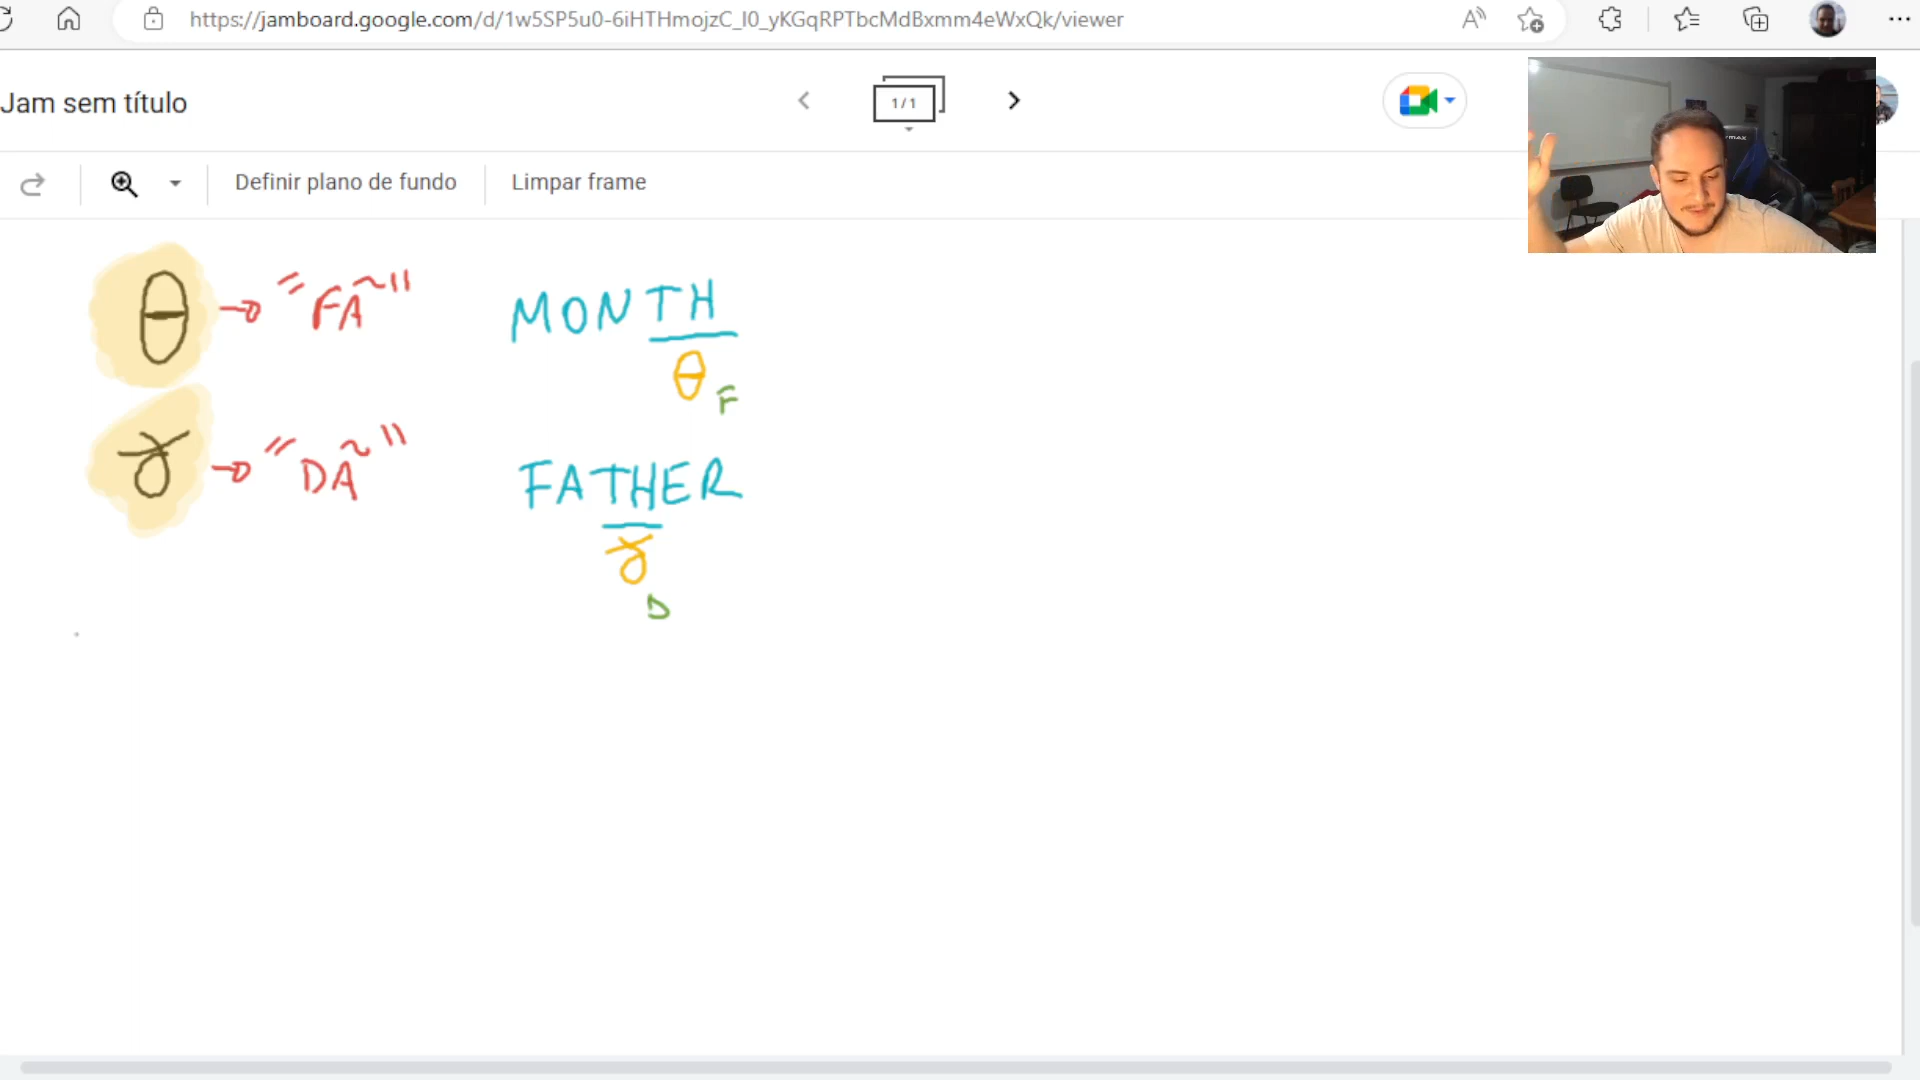 https://jamboard.google.com/d/1w5SP5u0-6iHTHmojzC_I0_yKGqRPTbcMdBxmm4eWxQk/viewer
Jam sem título
1/1
Definir plano de fundo
Limpar frame
θ → "FÃ" MONTH
θ
F
ð → "DÃ" FATHER
ð
D